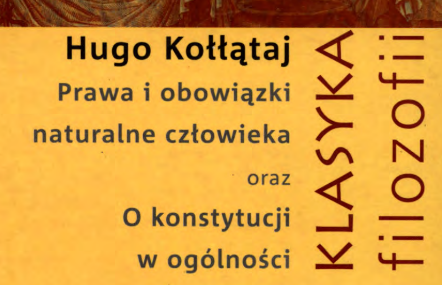 Hugo Kołłątaj
Prawa i obowiązki
naturalne człowieka
oraz
O konstytucji
w ogólności
KLASYKA
filozofii